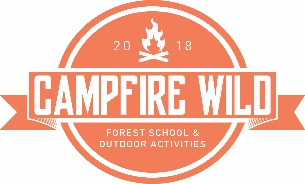 20 18
CAMPFIRE WILD
FOREST SCHOOL &
OUTDOOR ACTIVITIES